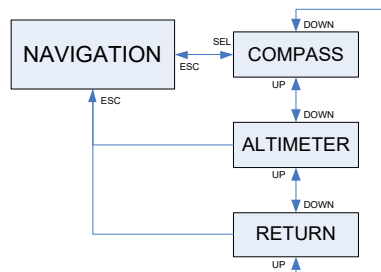 DOWN
NAVIGATION
SEL
COMPASS
ESC
UP
DOWN
ESC
ALTIMETER
UP
DOWN
RETURN
UP